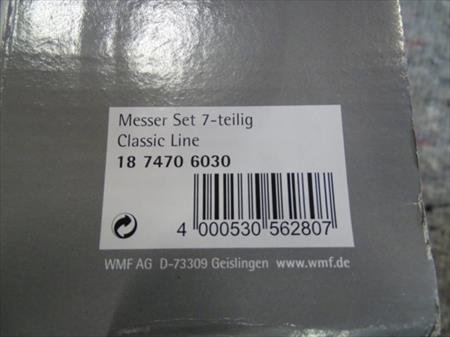 Messer Set 7-teilig
Classic Line
18 7470 6030
4 000530 562807
WMF AG D-73309 Geislingen www.wmf.de